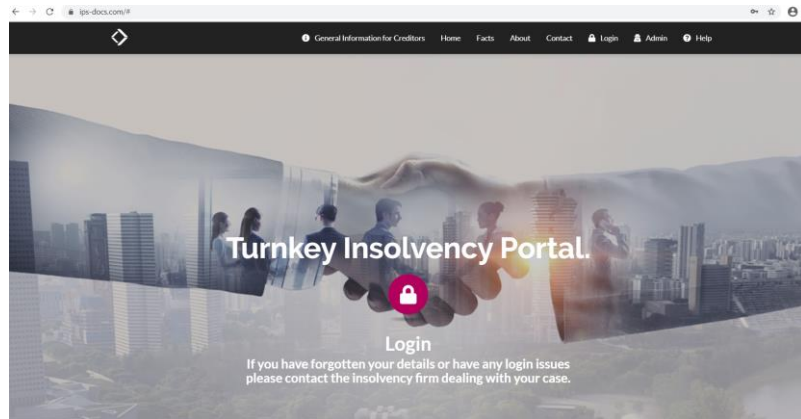 ips-docs.com/#
General Information for Creditors Home Facts About Contact Login Admin Help
Turnkey Insolvency Portal.
Login
If you have forgotten your details or have any login issues
please contact the insolvency firm dealing with your case.